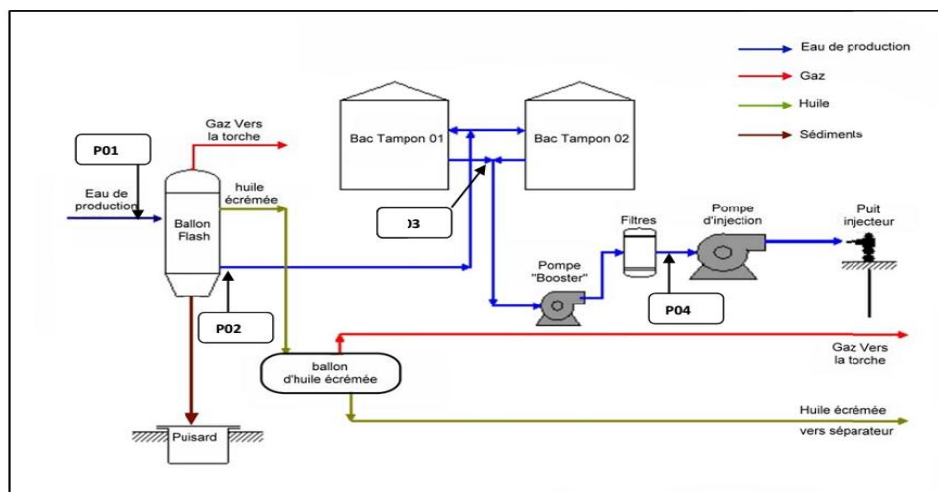 Eau de production
Gaz
Huile
Sédiments
Gaz Vers
la torche
P01
Eau de
production
Ballon
Flash
huile
écrémée
Bac Tampon 01
Bac Tampon 02
03
Filtres
Pompe
d'injection
Puit
injecteur
Pompe
"Booster"
P02
P04
ballon
d'huile écrémée
Gaz Vers
la torche
Huile écrémée
vers séparateur
Puisard